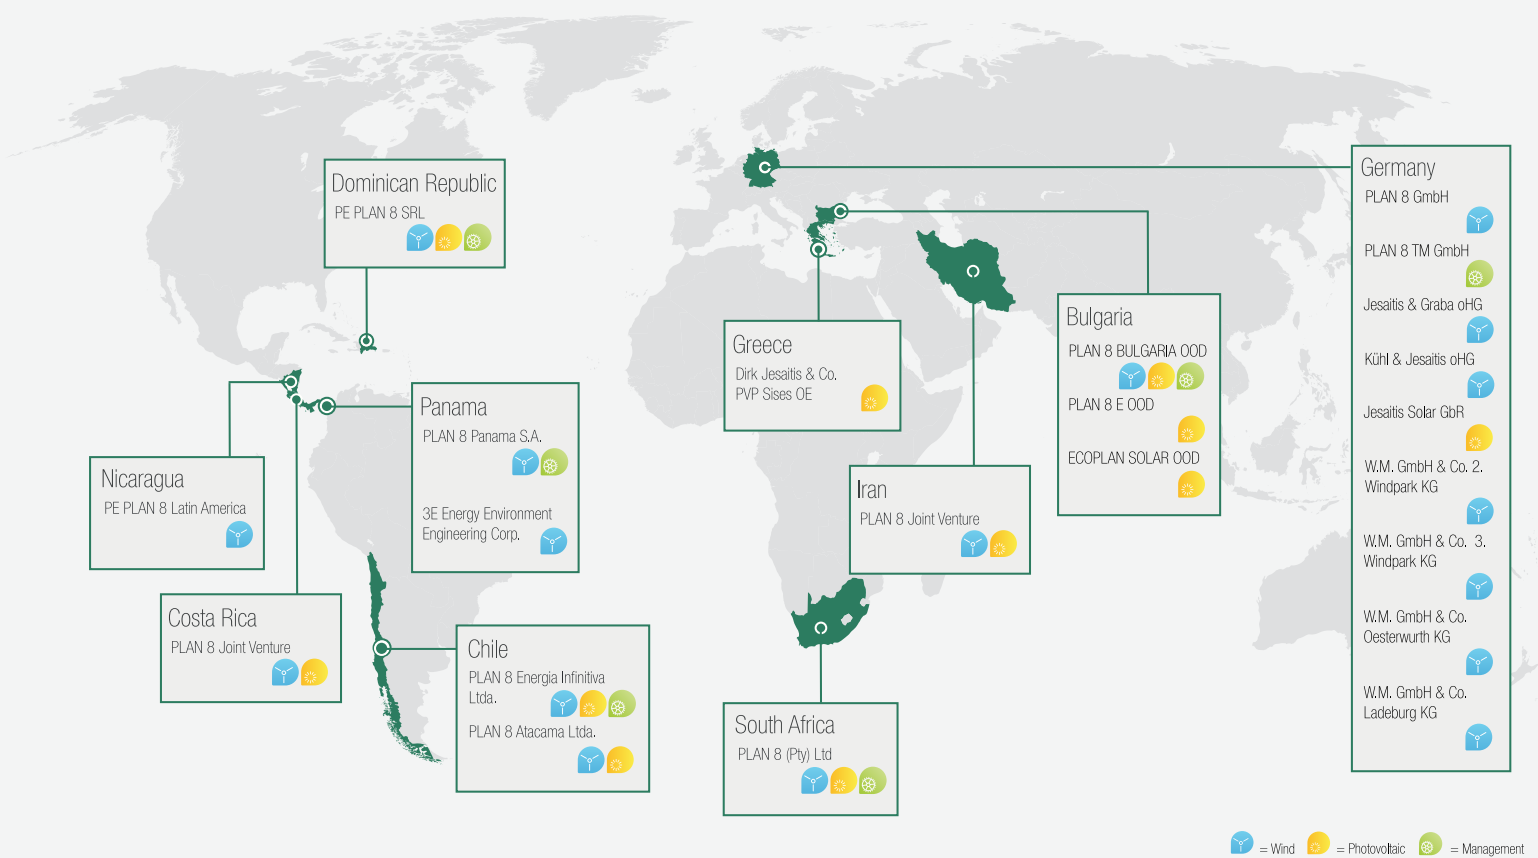 Dominican Republic
PE PLAN 8 SRL
Nicaragua
PE PLAN 8 Latin America
Costa Rica
PLAN 8 Joint Venture
Panama
PLAN 8 Panama S.A.
3E Energy Environment
Engineering Corp.
Chile
PLAN 8 Energia Infinitiva
Ltda.
PLAN 8 Atacama Ltda.
Greece
Dirk Jesaitis & Co.
PVP Sises OE
South Africa
PLAN 8 (Pty) Ltd
Iran
PLAN 8 Joint Venture
Bulgaria
PLAN 8 BULGARIA OOD
PLAN 8 E OOD
ECOPLAN SOLAR OOD
Germany
PLAN 8 GmbH
PLAN 8 TM GmbH
Jesaitis & Graba oHG
Kühl & Jesaitis oHG
Jesaitis Solar GbR
W.M. GmbH & Co. 2.
Windpark KG
W.M. GmbH & Co. 3.
Windpark KG
W.M. GmbH & Co.
Oesterwurth KG
W.M. GmbH & Co.
Ladeburg KG
= Wind = Photovoltaic = Management